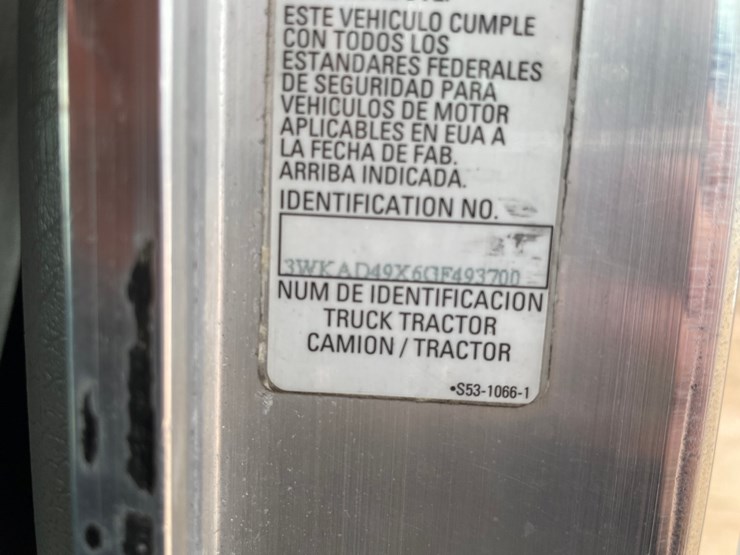 ESTE VEHICULO CUMPLE
CON TODOS LOS
ESTANDARES FEDERALES
DE SEGURIDAD PARA
VEHICULOS DE MOTOR
APLICABLES EN EUA A
LA FECHA DE FAB.
ARRIBA INDICADA.
IDENTIFICATION NO.
3WKAD49X6GF493700
NUM DE IDENTIFICACION
TRUCK TRACTOR
CAMION / TRACTOR
•S53-1066-1